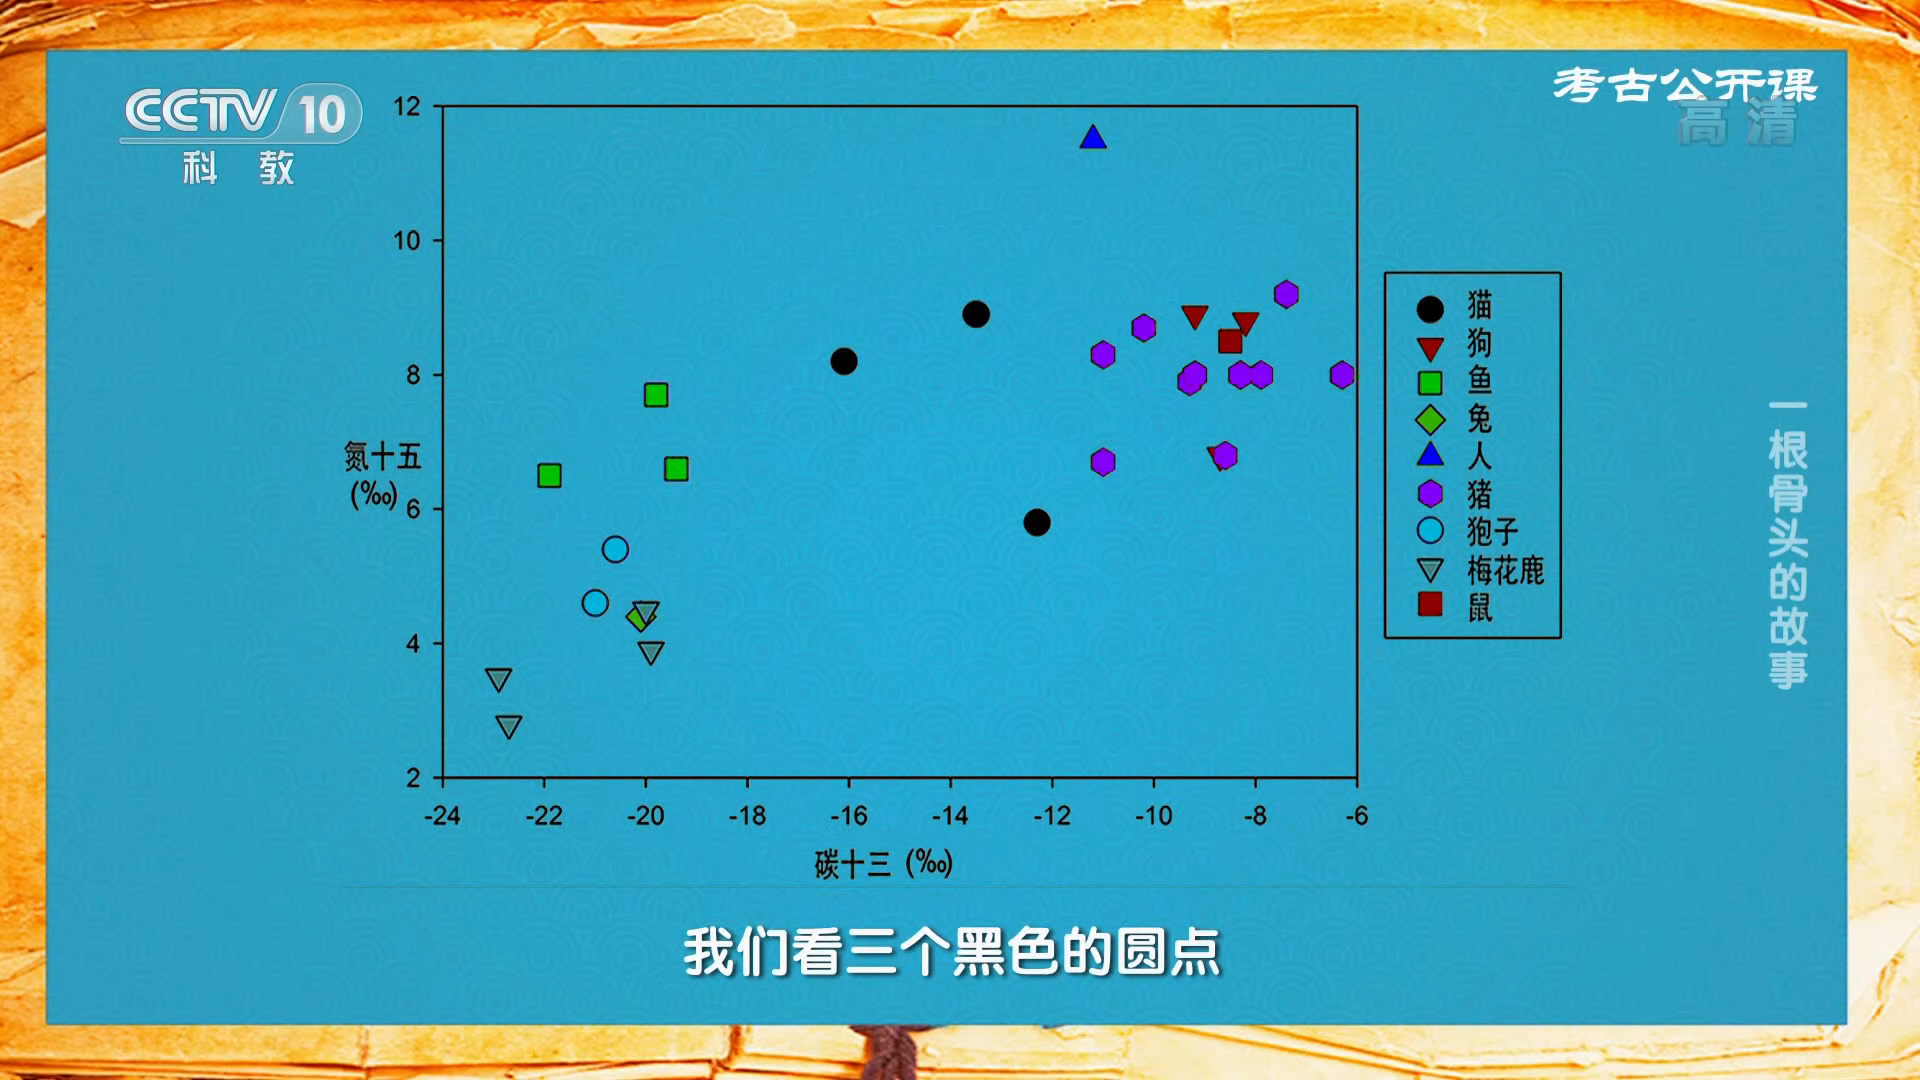 CCTV 10
科 教
考古公开课
高清
12
10
8
6
4
2
氮十五
(‰)
-24 -22 -20 -18 -16 -14 -12 -10 -8 -6
碳十三 (‰)
猫
狗
鱼
兔
人
猪
狍子
梅花鹿
鼠
一根骨头的故事
我们看三个黑色的圆点